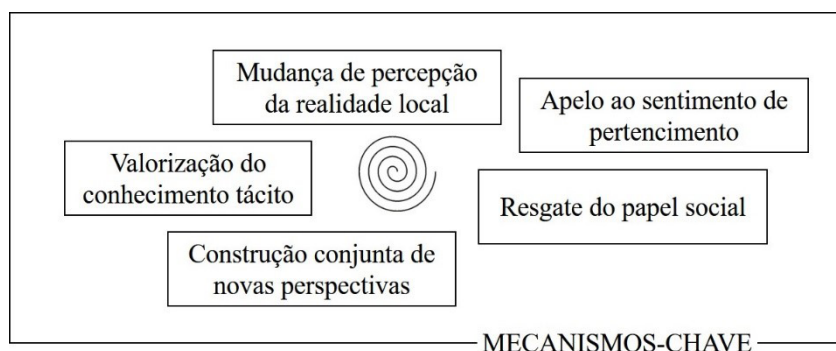 Mudança de percepção
da realidade local
Apelo ao sentimento de
pertencimento
Valorização do
conhecimento tácito
Resgate do papel social
Construção conjunta de
novas perspectivas
MECANISMOS-CHAVE